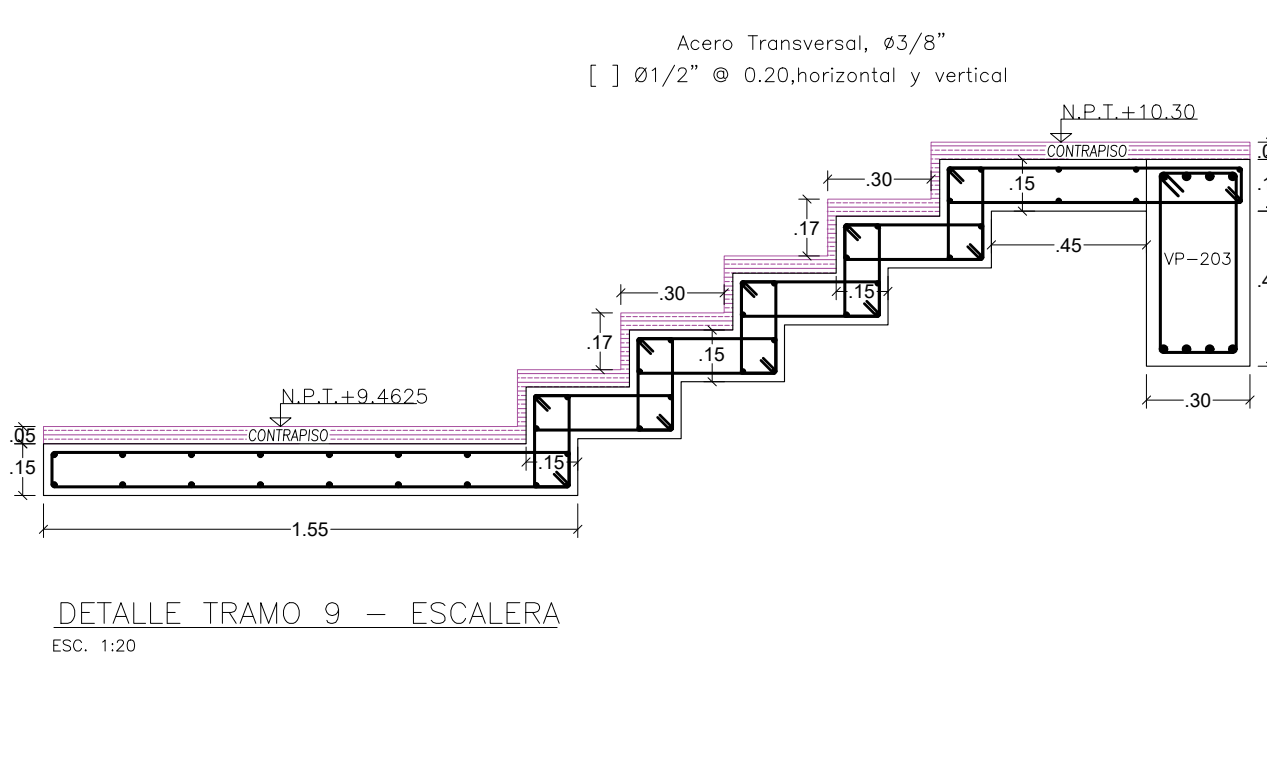 Acero Transversal, Ø3/8"
[ ] Ø1/2" @ 0.20,horizontal y vertical
N.P.T.+10.30
CONTRAPISO
.30
.15
.17
.45
VP-203
.30
.15
.17
.15
N.P.T.+9.4625
.30
.05
CONTRAPISO
.15
.15
1.55
DETALLE TRAMO 9 - ESCALERA
ESC. 1:20